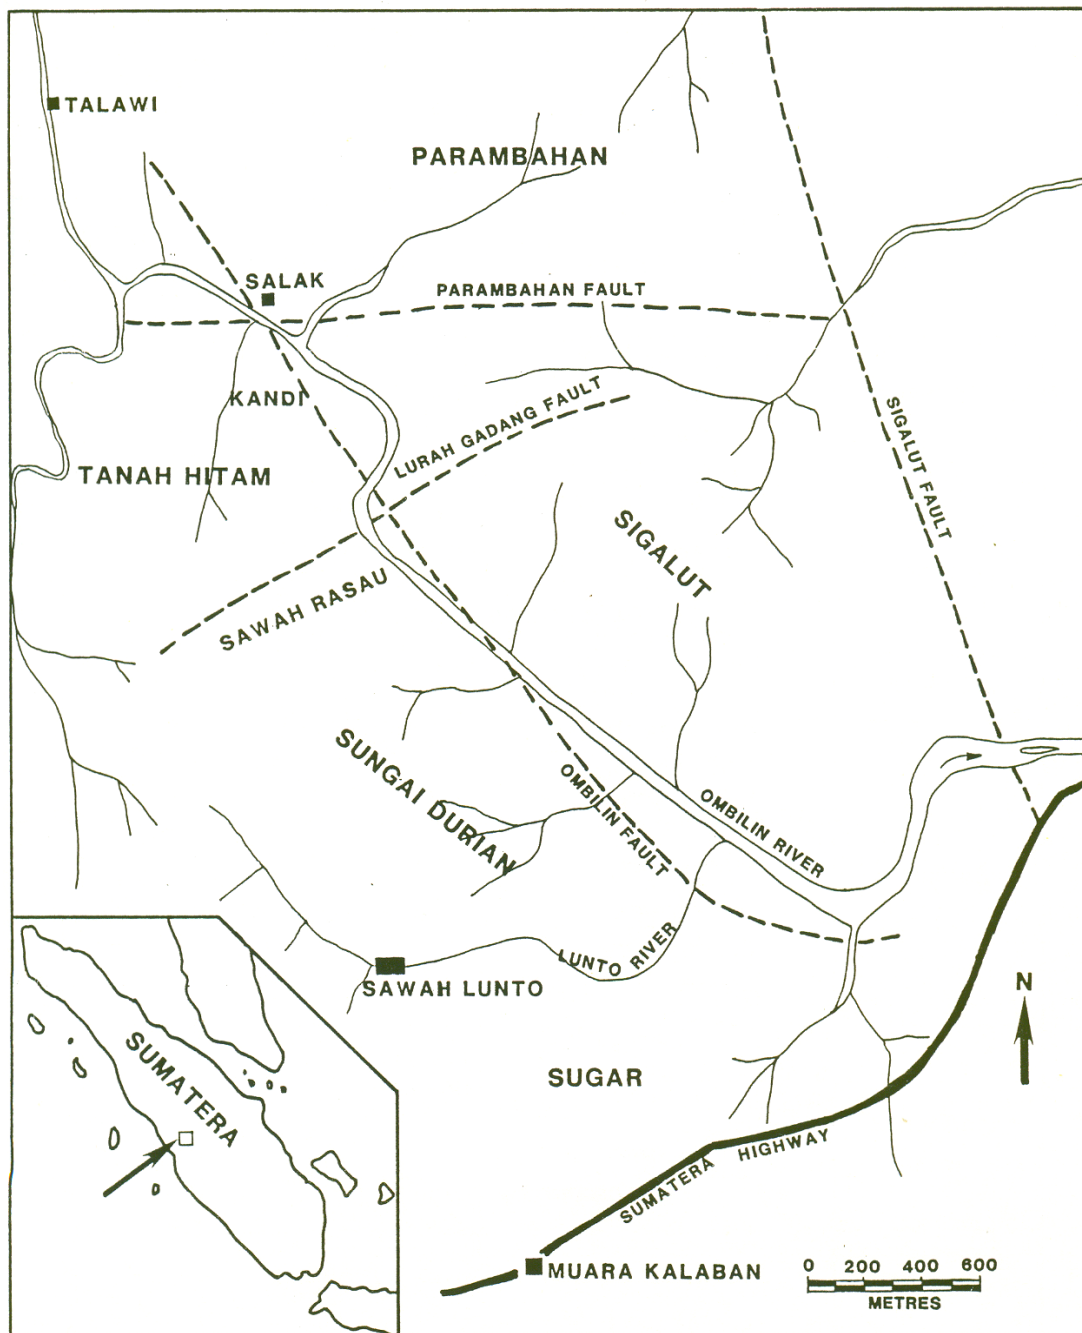 TALAWI
PARAMBAHAN
SALAK
PARAMBAHAN FAULT
KANDI
LURAH GADANG FAULT
SIGALUT FAULT
TANAH HITAM
SIGALUT
SAWAH RASAU
SUNGAI DURIAN
OMBILIN FAULT
OMBILIN RIVER
LUNTO RIVER
SAWAH LUNTO
N
SUMATERA
SUGAR
SUMATERA HIGHWAY
MUARA KALABAN
0 200 400 600
METRES